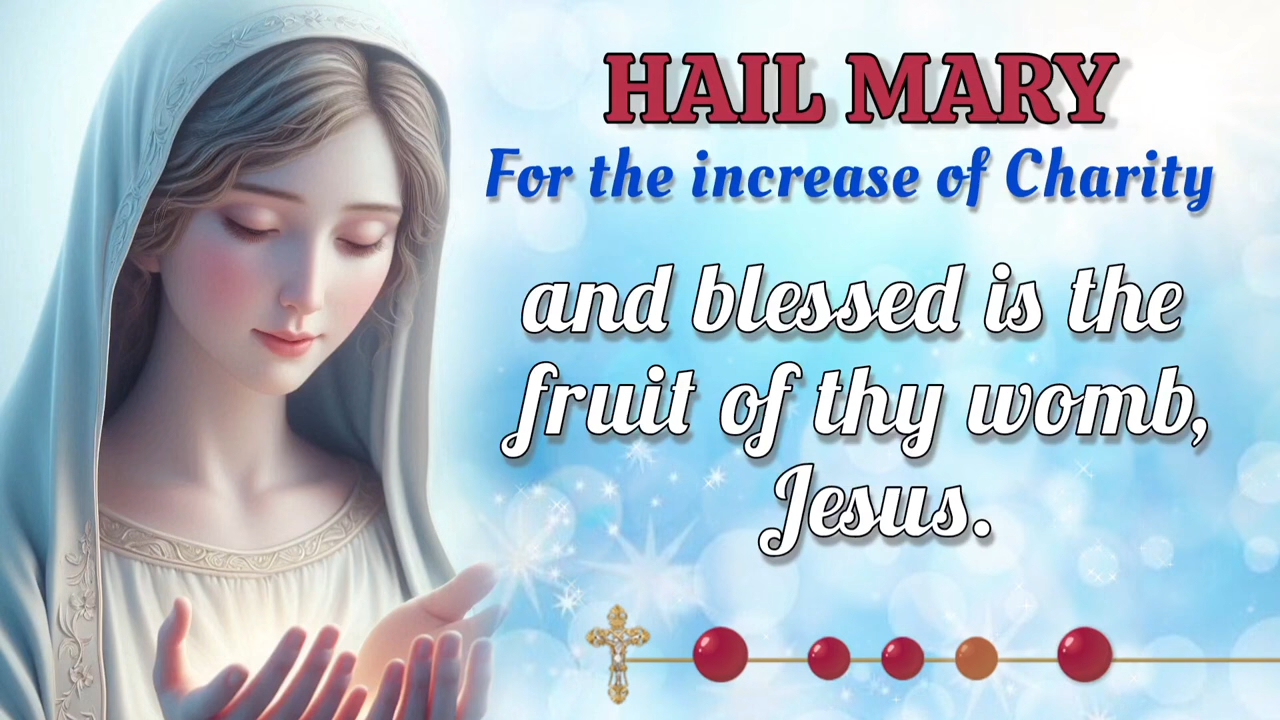 HAIL MARY
For the increase of Charity
and blessed is the
fruit of thy womb,
Jesus.